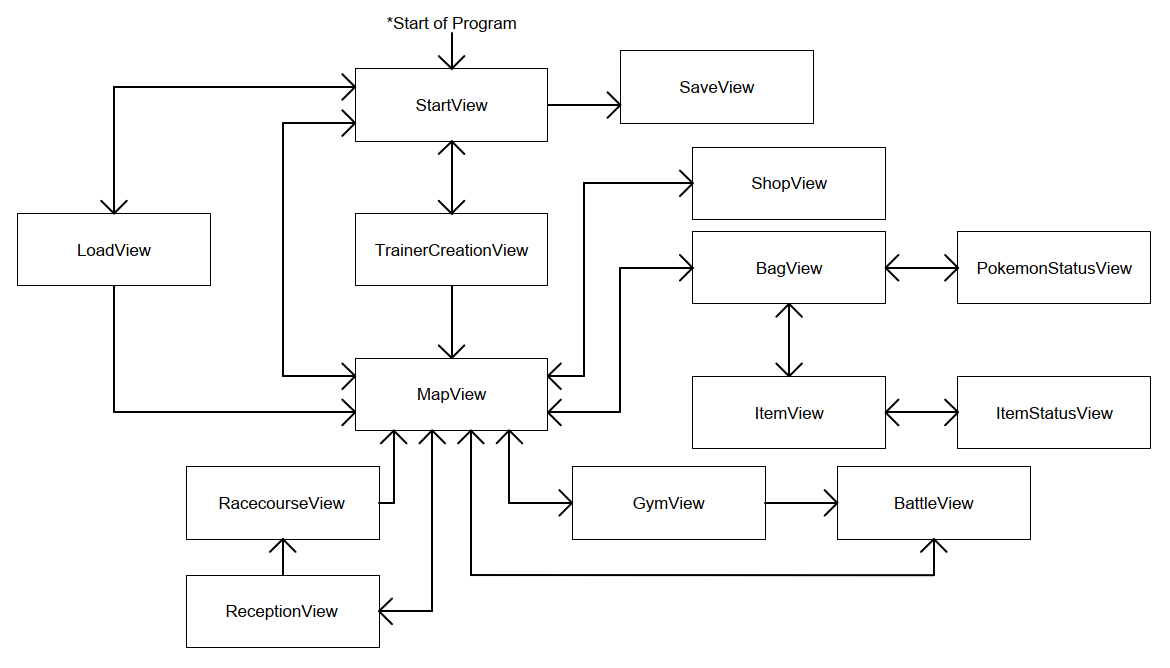 *Start of Program
StartView
SaveView
ShopView
LoadView
TrainerCreationView
BagView
PokemonStatusView
MapView
ItemView
ItemStatusView
RacecourseView
GymView
BattleView
ReceptionView